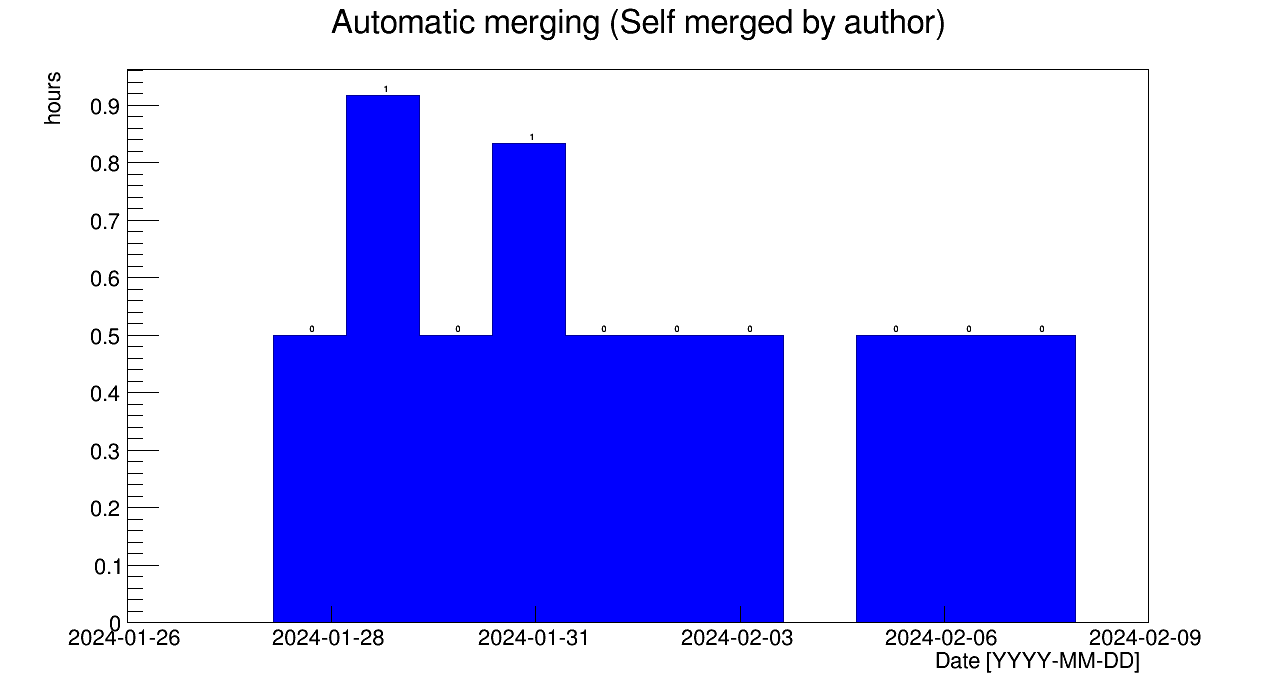 Automatic merging (Self merged by author)
hours
0.9
0.8
0.7
0.6
0.5
0.4
0.3
0.2
0.1
0
1
1
0 0 0 0 0 0 0 0
2024-01-26 2024-01-28 2024-01-31 2024-02-03 2024-02-06 2024-02-09
Date [YYYY-MM-DD]